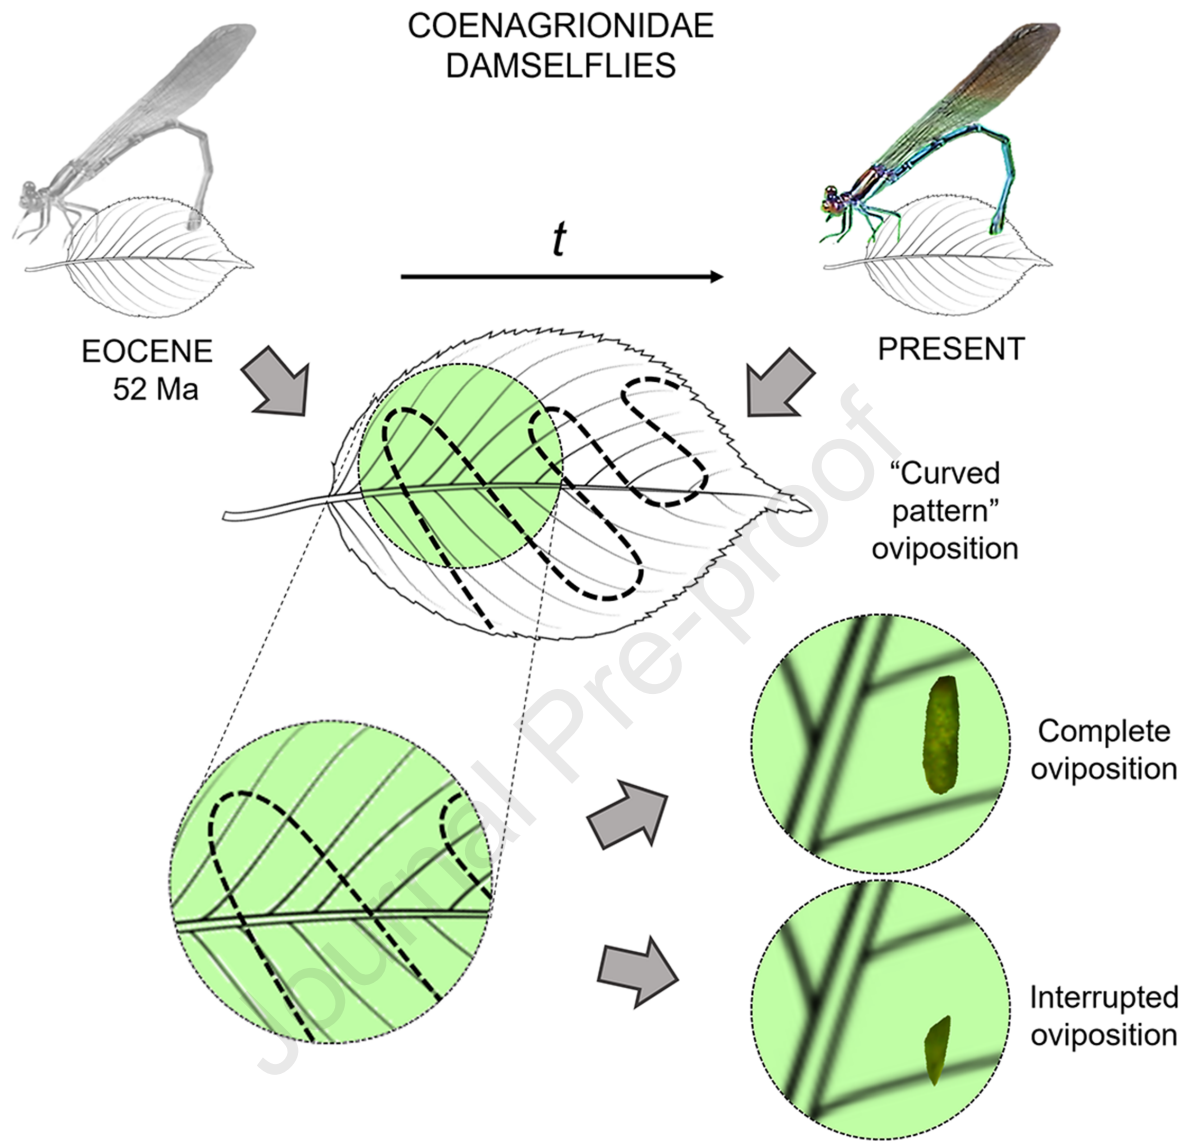 COENAGRIONIDAE
DAMSELFLIES
t
EOCENE
52 Ma
PRESENT
“Curved
pattern”
oviposition
Complete
oviposition
Interrupted
oviposition
Journal Pre-proof